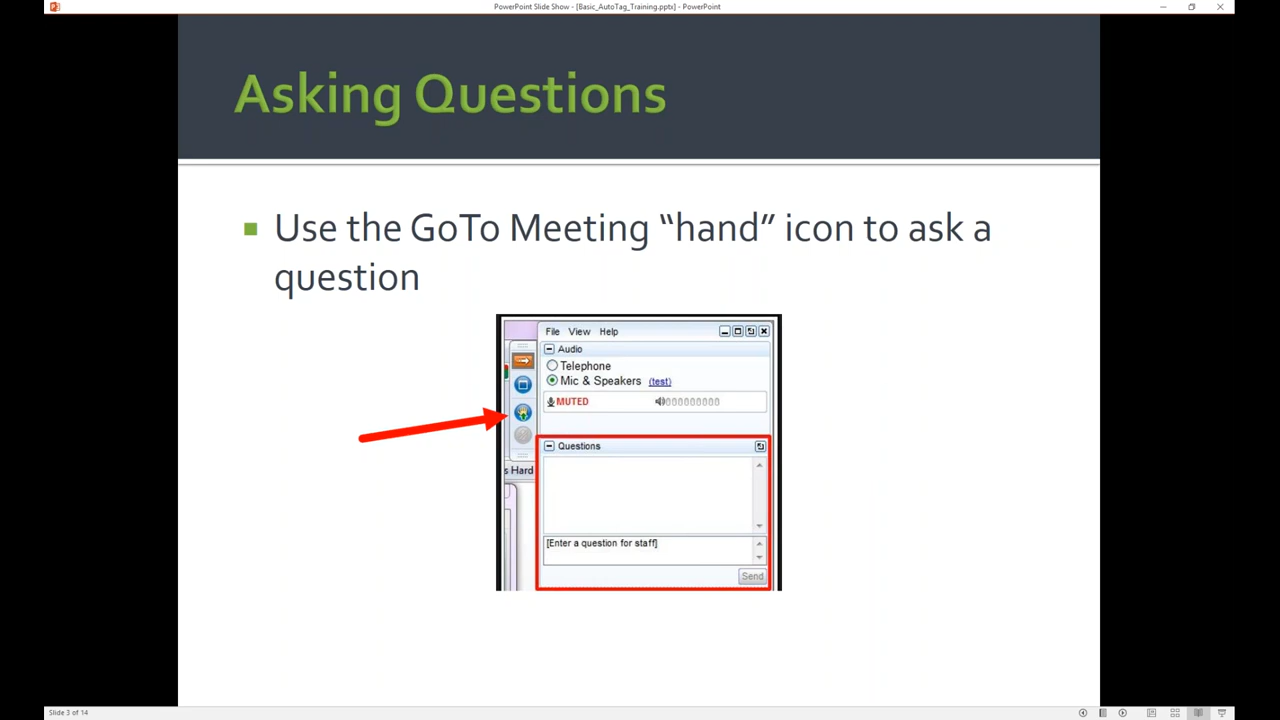 PowerPoint Slide Show - [Basic_AutoTag_Training.pptx] - PowerPoint
Asking Questions
Use the GoTo Meeting “hand” icon to ask a
question
File View Help
Audio
Telephone
Mic & Speakers (test)
MUTED
Questions
s Hard
[Enter a question for staff]
Send
Slide 3 of 14